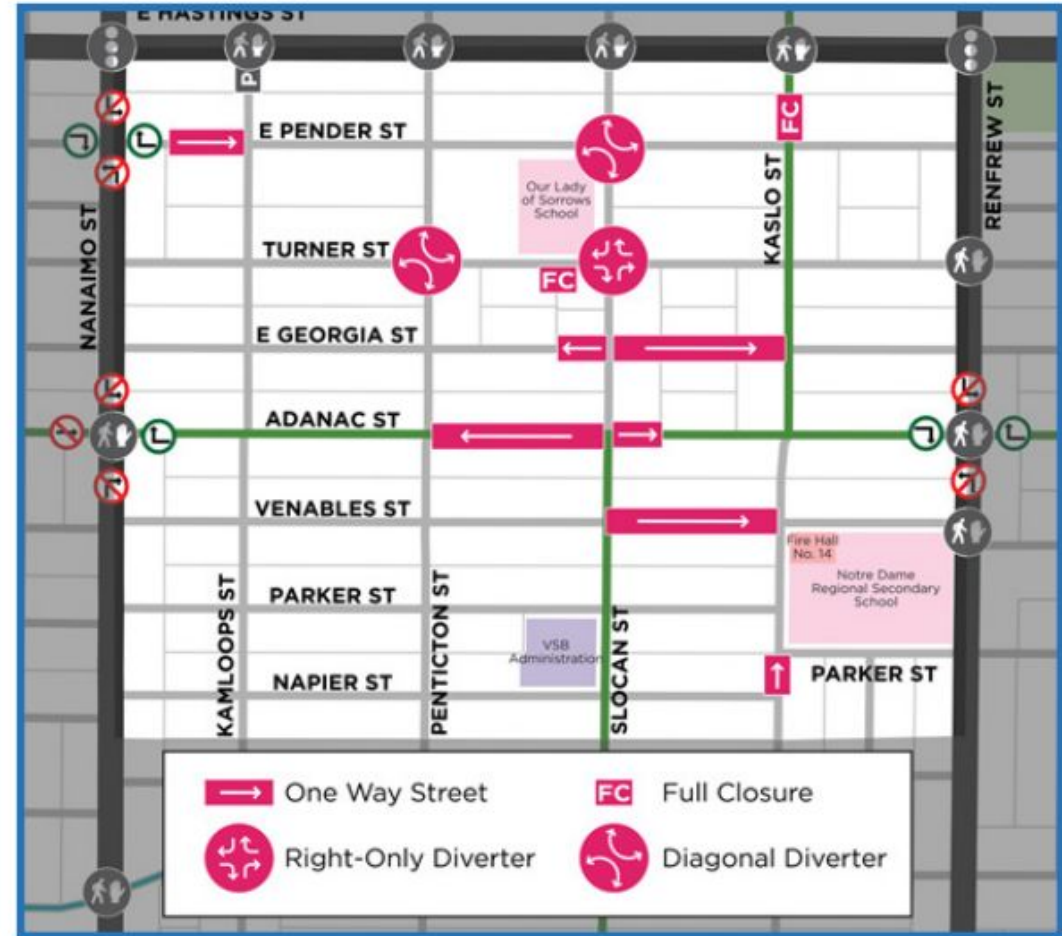 E HASTINGS ST
P
FC
E PENDER ST
NANAIMO ST
KASLO ST
RENFREW ST
Our Lady
of Sorrows
School
TURNER ST
FC
E GEORGIA ST
ADANAC ST
VENABLES ST
Fire Hall
No. 14
Notre Dame
Regional Secondary
School
KAMLOOPS ST
PENTICTON ST
SLOCAN ST
PARKER ST
VSB
Administration
PARKER ST
NAPIER ST
One Way Street
FC Full Closure
Right-Only Diverter
Diagonal Diverter